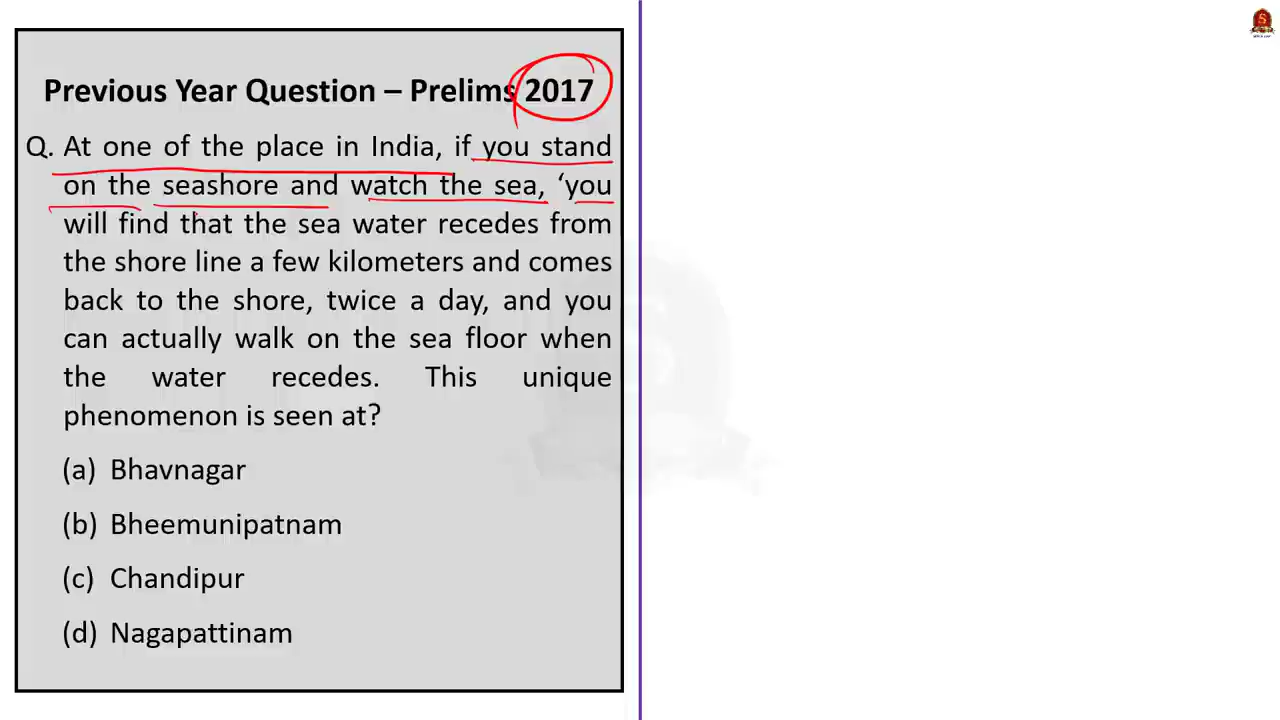 Previous Year Question – Prelims 2017
Q. At one of the place in India, if you stand
on the seashore and watch the sea, ‘you
will find that the sea water recedes from
the shore line a few kilometers and comes
back to the shore, twice a day, and you
can actually walk on the sea floor when
the water recedes. This unique
phenomenon is seen at?
(a) Bhavnagar
(b) Bheemunipatnam
(c) Chandipur
(d) Nagapattinam